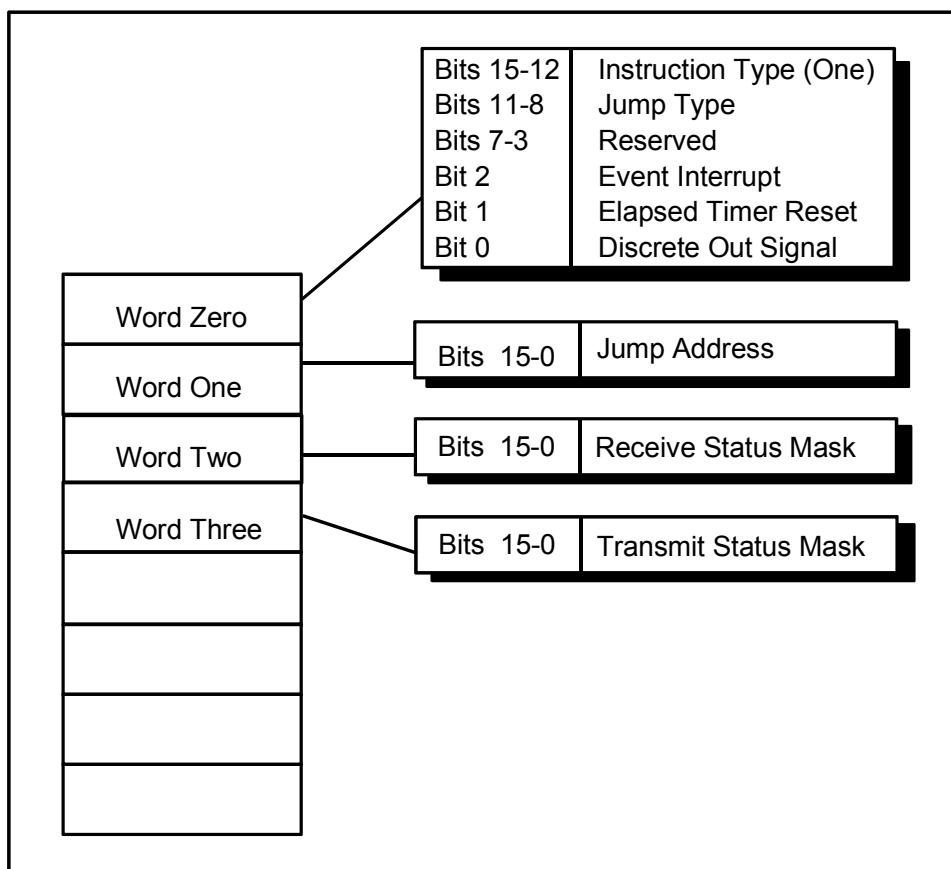 Bits 15-12 Instruction Type (One)
Bits 11-8 Jump Type
Bits 7-3 Reserved
Bit 2 Event Interrupt
Bit 1 Elapsed Timer Reset
Bit 0 Discrete Out Signal
Word Zero
Bits 15-0 Jump Address
Word One
Bits 15-0 Receive Status Mask
Word Two
Word Three
Bits 15-0 Transmit Status Mask